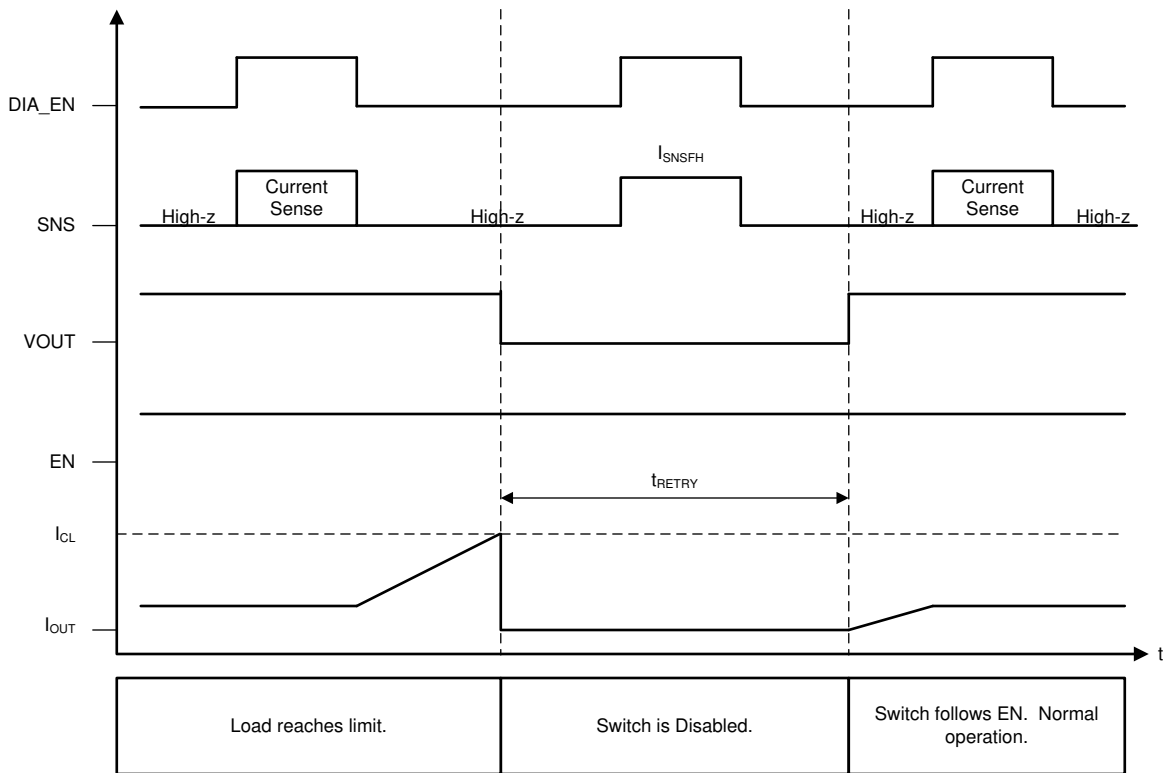 DIA_EN
I_SNSFH
Current
Sense
Current
Sense
High-z
High-z
High-z
High-z
SNS
VOUT
EN
t_RETRY
I_CL
I_OUT
t
Load reaches limit.
Switch is Disabled.
Switch follows EN. Normal
operation.